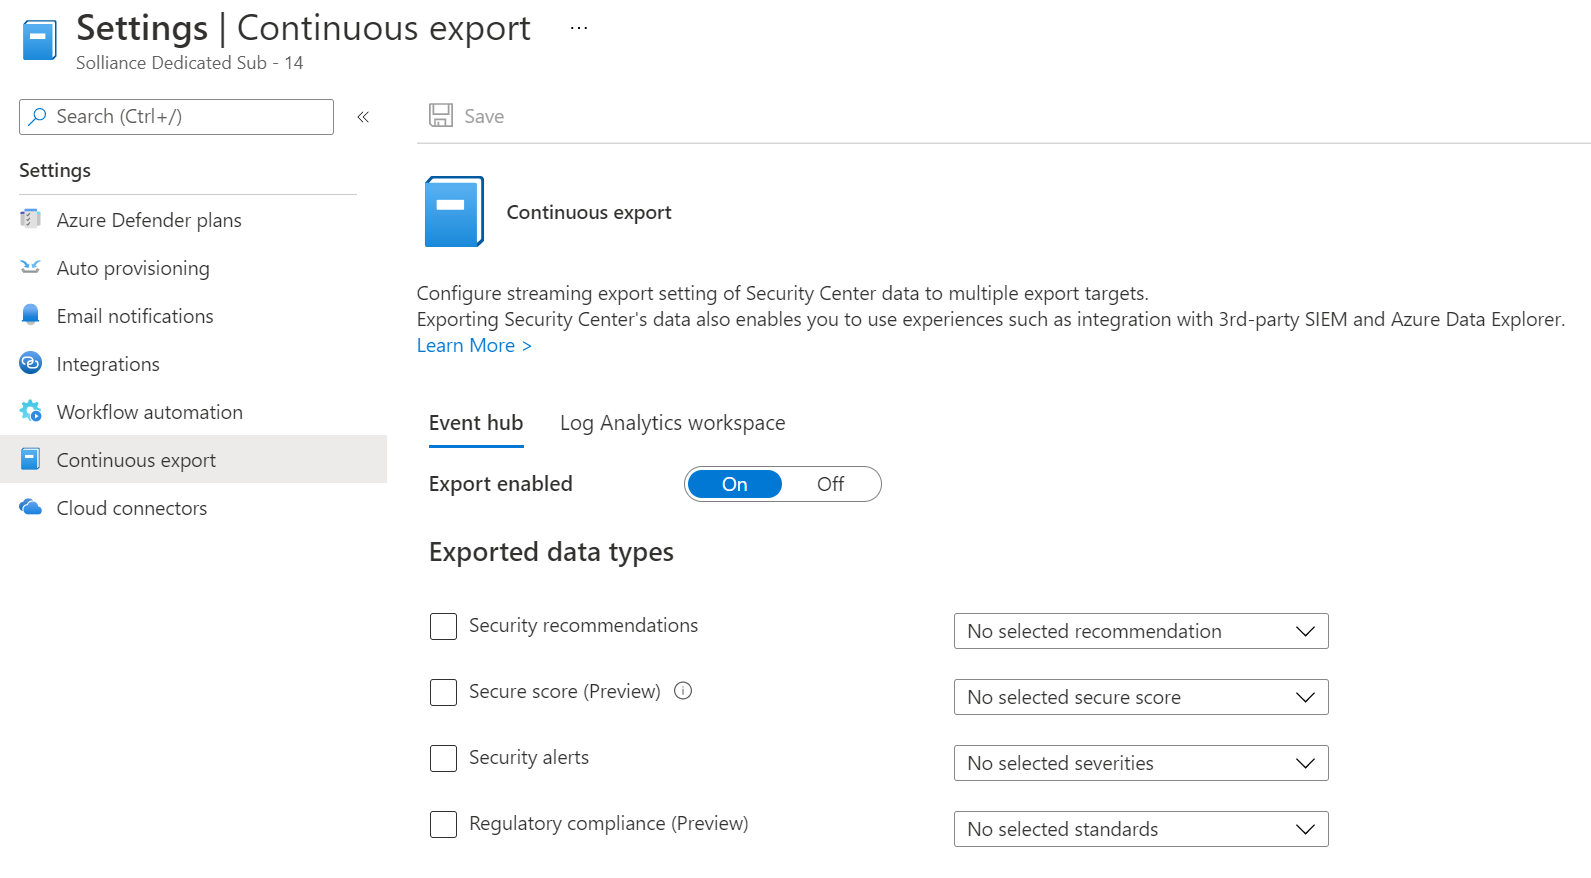 Settings | Continuous export ...
Solliance Dedicated Sub - 14
Search (Ctrl+/)
«
Save
Settings
Azure Defender plans
Auto provisioning
Email notifications
Integrations
Workflow automation
Continuous export
Cloud connectors
Continuous export
Configure streaming export setting of Security Center data to multiple export targets.
Exporting Security Center's data also enables you to use experiences such as integration with 3rd-party SIEM and Azure Data Explorer.
Learn More >
Event hub Log Analytics workspace
Export enabled On Off
Exported data types
Security recommendations No selected recommendation
Secure score (Preview) No selected secure score
Security alerts No selected severities
Regulatory compliance (Preview) No selected standards